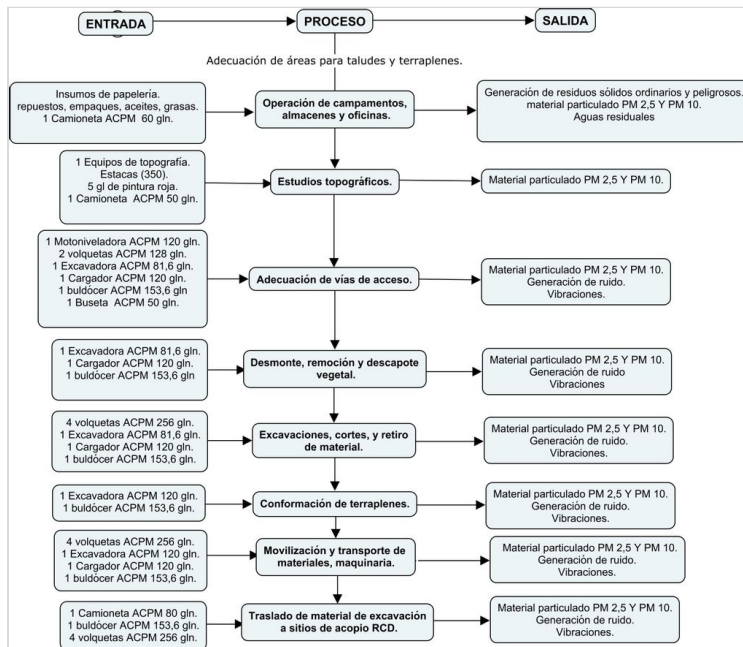 ENTRADA
PROCESO
SALIDA
Adecuación de áreas para taludes y terraplenes.
Insumos de papelería.
repuestos, empaques, aceites, grasas.
1 Camioneta ACPM 60 gln.
Operación de campamentos,
almacenes y oficinas.
Generación de residuos sólidos ordinarios y peligrosos.
material particulado PM 2,5 Y PM 10.
Aguas residuales
1 Equipos de topografía.
Estacas (350).
5 gl de pintura roja.
1 Camioneta ACPM 50 gln.
Estudios topográficos.
Material particulado PM 2,5 Y PM 10.
1 Motoniveladora ACPM 120 gln.
2 volquetas ACPM 128 gln.
1 Excavadora ACPM 81,6 gln.
1 Cargador ACPM 120 gln.
1 buldócer ACPM 153,6 gln
1 Buseta ACPM 50 gln.
Adecuación de vías de acceso.
Material particulado PM 2,5 Y PM 10.
Generación de ruido.
Vibraciones.
1 Excavadora ACPM 81,6 gln.
1 Cargador ACPM 120 gln.
1 buldócer ACPM 153,6 gln
Desmonte, remoción y descapote
vegetal.
Material particulado PM 2,5 Y PM 10.
Generación de ruido
Vibraciones
4 volquetas ACPM 256 gln.
1 Excavadora ACPM 81,6 gln.
1 Cargador ACPM 120 gln.
1 buldócer ACPM 153,6 gln.
Excavaciones, cortes, y retiro
de material.
Material particulado PM 2,5 Y PM 10.
Generación de ruido.
Vibraciones.
1 Excavadora ACPM 120 gln.
1 buldócer ACPM 153,6 gln.
Conformación de terraplenes.
Material particulado PM 2,5 Y PM 10.
Generación de ruido.
Vibraciones.
4 volquetas ACPM 256 gln.
1 Excavadora ACPM 120 gln.
1 Cargador ACPM 120 gln.
1 buldócer ACPM 153,6 gln.
Movilización y transporte de
materiales, maquinaria.
Material particulado PM 2,5 Y PM 10.
Generación de ruido.
Vibraciones.
1 Camioneta ACPM 80 gln.
1 buldócer ACPM 153,6 gln.
4 volquetas ACPM 256 gln.
Traslado de material de excavación
a sitios de acopio RCD.
Material particulado PM 2,5 Y PM 10.
Generación de ruido.
Vibraciones.